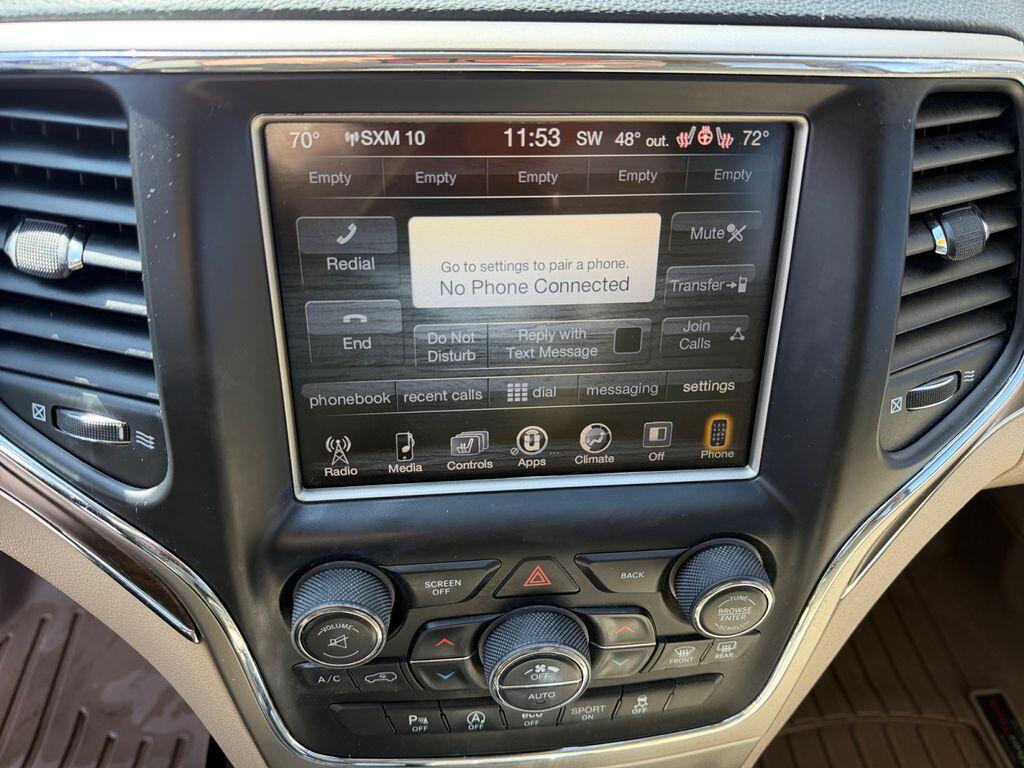 70° SXM 10 11:53 SW 48° out. 72°
Empty Empty Empty Empty Empty
Redial
Go to settings to pair a phone.
No Phone Connected
Mute
Transfer
End
Do Not
Disturb
Reply with
Text Message
Join
Calls
phonebook recent calls dial messaging settings
Radio Media Controls Apps Climate Off Phone
SCREEN
OFF
BACK
VOLUME
TUNE
BROWSE
ENTER
SCROLL
OFF
AUTO
A/C
FRONT
REAR
P OFF
A OFF
eco
OFF
SPORT
ON
OFF